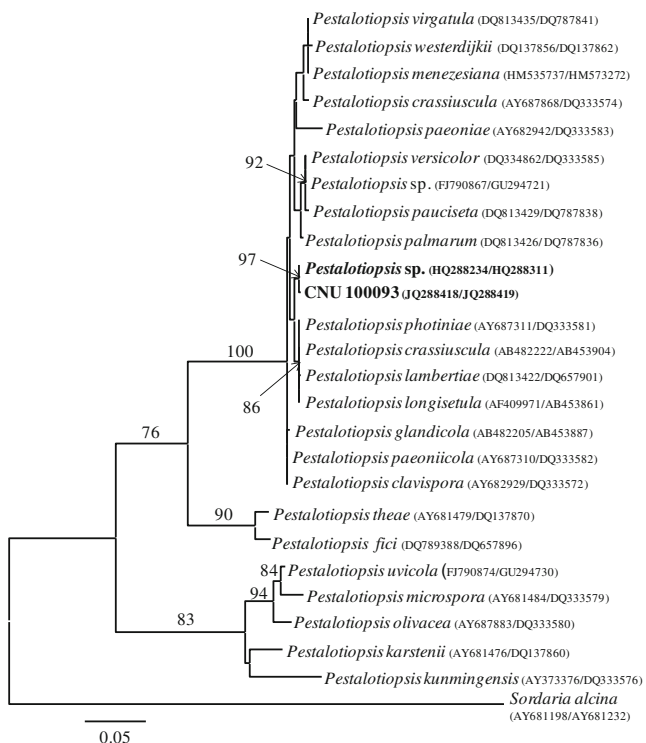 Pestalotiopsis virgatula (DQ813435/DQ787841)
Pestalotiopsis westerdijkii (DQ137856/DQ137862)
Pestalotiopsis menezesiana (HM535737/HM573272)
Pestalotiopsis crassiuscula (AY687868/DQ333574)
Pestalotiopsis paeoniae (AY682942/DQ333583)
92
Pestalotiopsis versicolor (DQ334862/DQ333585)
Pestalotiopsis sp. (FJ790867/GU294721)
Pestalotiopsis pauciseta (DQ813429/DQ787838)
Pestalotiopsis palmarum (DQ813426/DQ787836)
97
Pestalotiopsis sp. (HQ288234/HQ288311)
CNU 100093 (JQ288418/JQ288419)
Pestalotiopsis photiniae (AY687311/DQ333581)
100
Pestalotiopsis crassiuscula (AB482222/AB453904)
Pestalotiopsis lambertiae (DQ813422/DQ657901)
86
Pestalotiopsis longisetula (AF409971/AB453861)
76
Pestalotiopsis glandicola (AB482205/AB453887)
Pestalotiopsis paeoniicola (AY687310/DQ333582)
Pestalotiopsis clavispora (AY682929/DQ333572)
90
Pestalotiopsis theae (AY681479/DQ137870)
Pestalotiopsis fici (DQ789388/DQ657896)
84
Pestalotiopsis uvicola (FJ790874/GU294730)
94
Pestalotiopsis microspora (AY681484/DQ333579)
83
Pestalotiopsis olivacea (AY687883/DQ333580)
Pestalotiopsis karstenii (AY681476/DQ137860)
Pestalotiopsis kunmingensis (AY373376/DQ333576)
Sordaria alcina
(AY681198/AY681232)
0.05